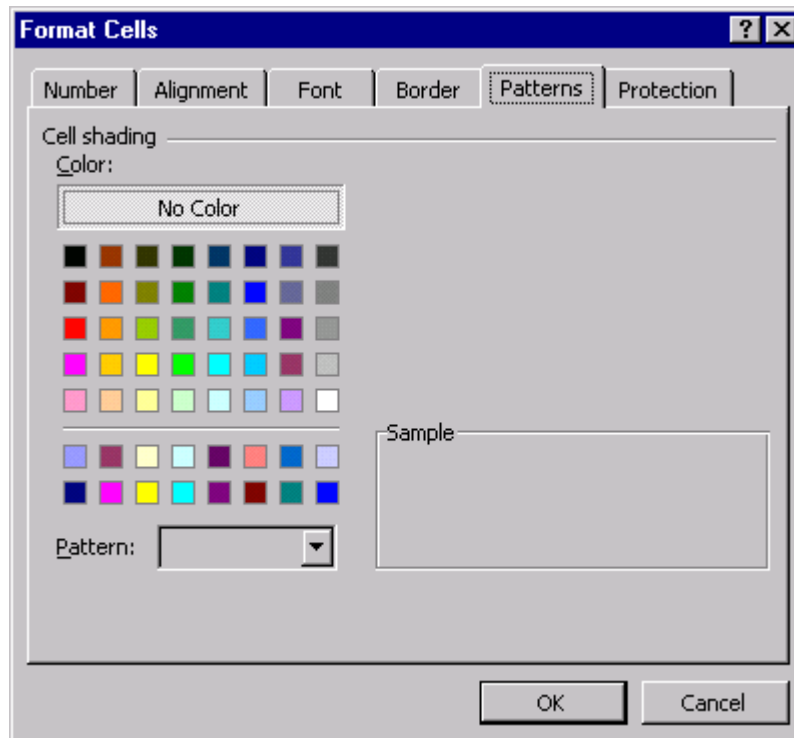 Format Cells ? X
Number Alignment Font Border Patterns Protection
Cell shading
Color:
No Color
Sample
Pattern:
OK Cancel